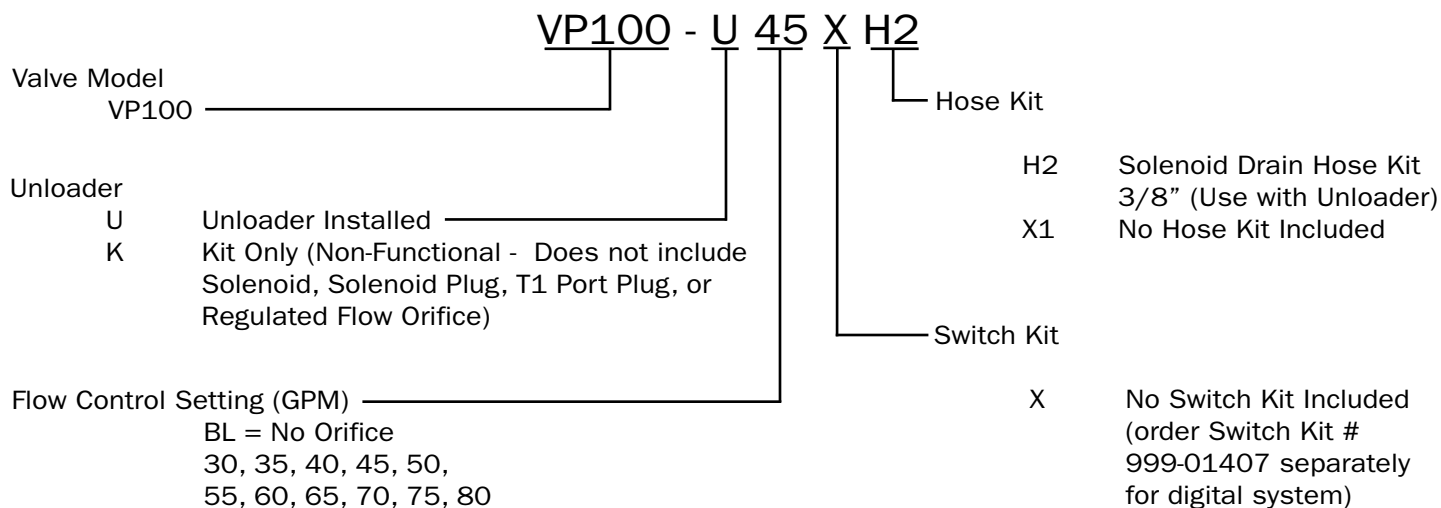 VP100 - U 45 X H2
Valve Model
VP100
Unloader
U Unloader Installed
K Kit Only (Non-Functional - Does not include
Solenoid, Solenoid Plug, T1 Port Plug, or
Regulated Flow Orifice)
Flow Control Setting (GPM)
BL = No Orifice
30, 35, 40, 45, 50,
55, 60, 65, 70, 75, 80
Hose Kit
H2 Solenoid Drain Hose Kit
3/8” (Use with Unloader)
X1 No Hose Kit Included
Switch Kit
X No Switch Kit Included
(order Switch Kit #
999-01407 separately
for digital system)